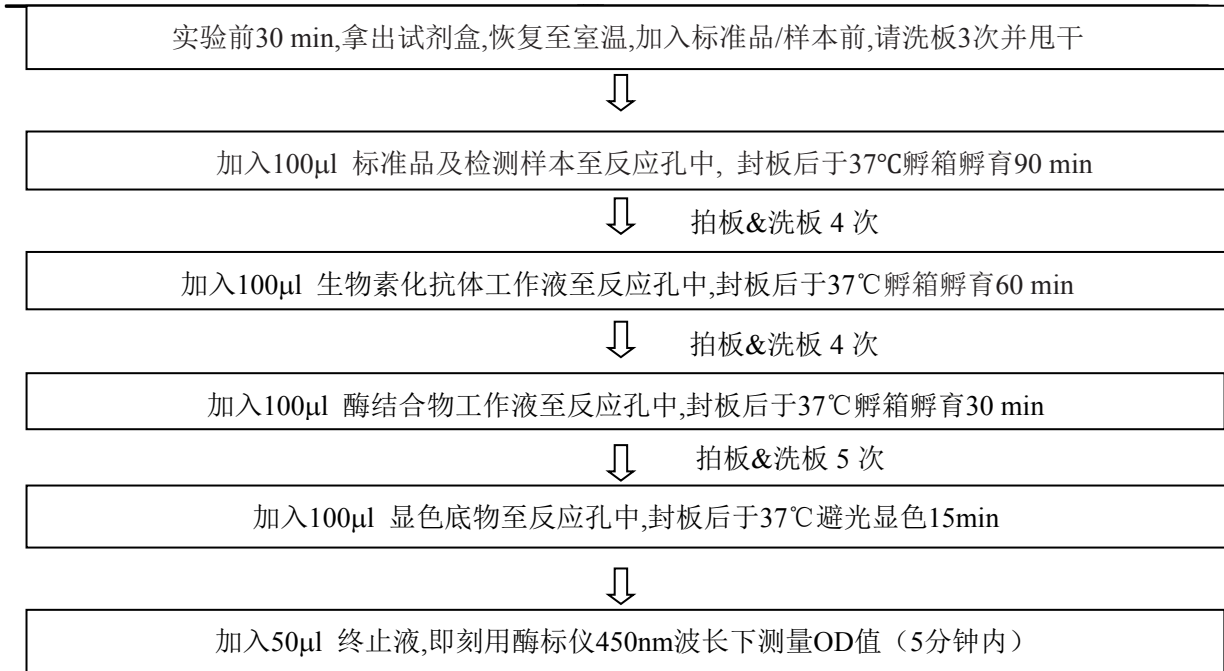 实验前30 min,拿出试剂盒,恢复至室温,加入标准品/样本前,请洗板3次并甩干
加入100μl 标准品及检测样本至反应孔中, 封板后于37℃孵箱孵育90 min
拍板&洗板 4 次
加入100μl 生物素化抗体工作液至反应孔中,封板后于37℃孵箱孵育60 min
拍板&洗板 4 次
加入100μl 酶结合物工作液至反应孔中,封板后于37℃孵箱孵育30 min
拍板&洗板 5 次
加入100μl 显色底物至反应孔中,封板后于37℃避光显色15min
加入50μl 终止液,即刻用酶标仪450nm波长下测量OD值（5分钟内）